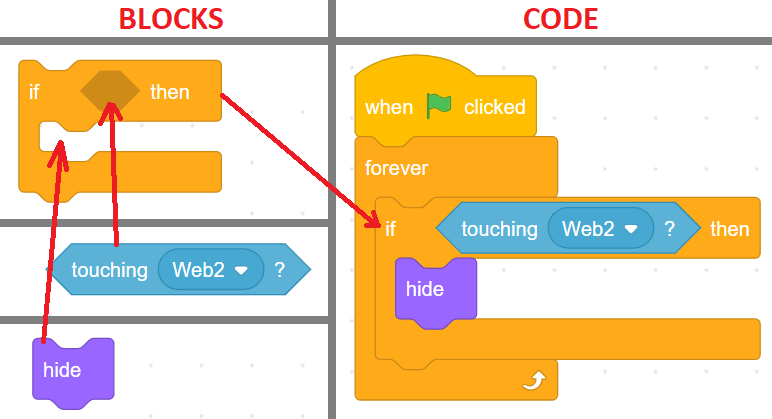 BLOCKS
if then
touching Web2 ?
hide
CODE
when clicked
forever
if touching Web2 ? then
hide